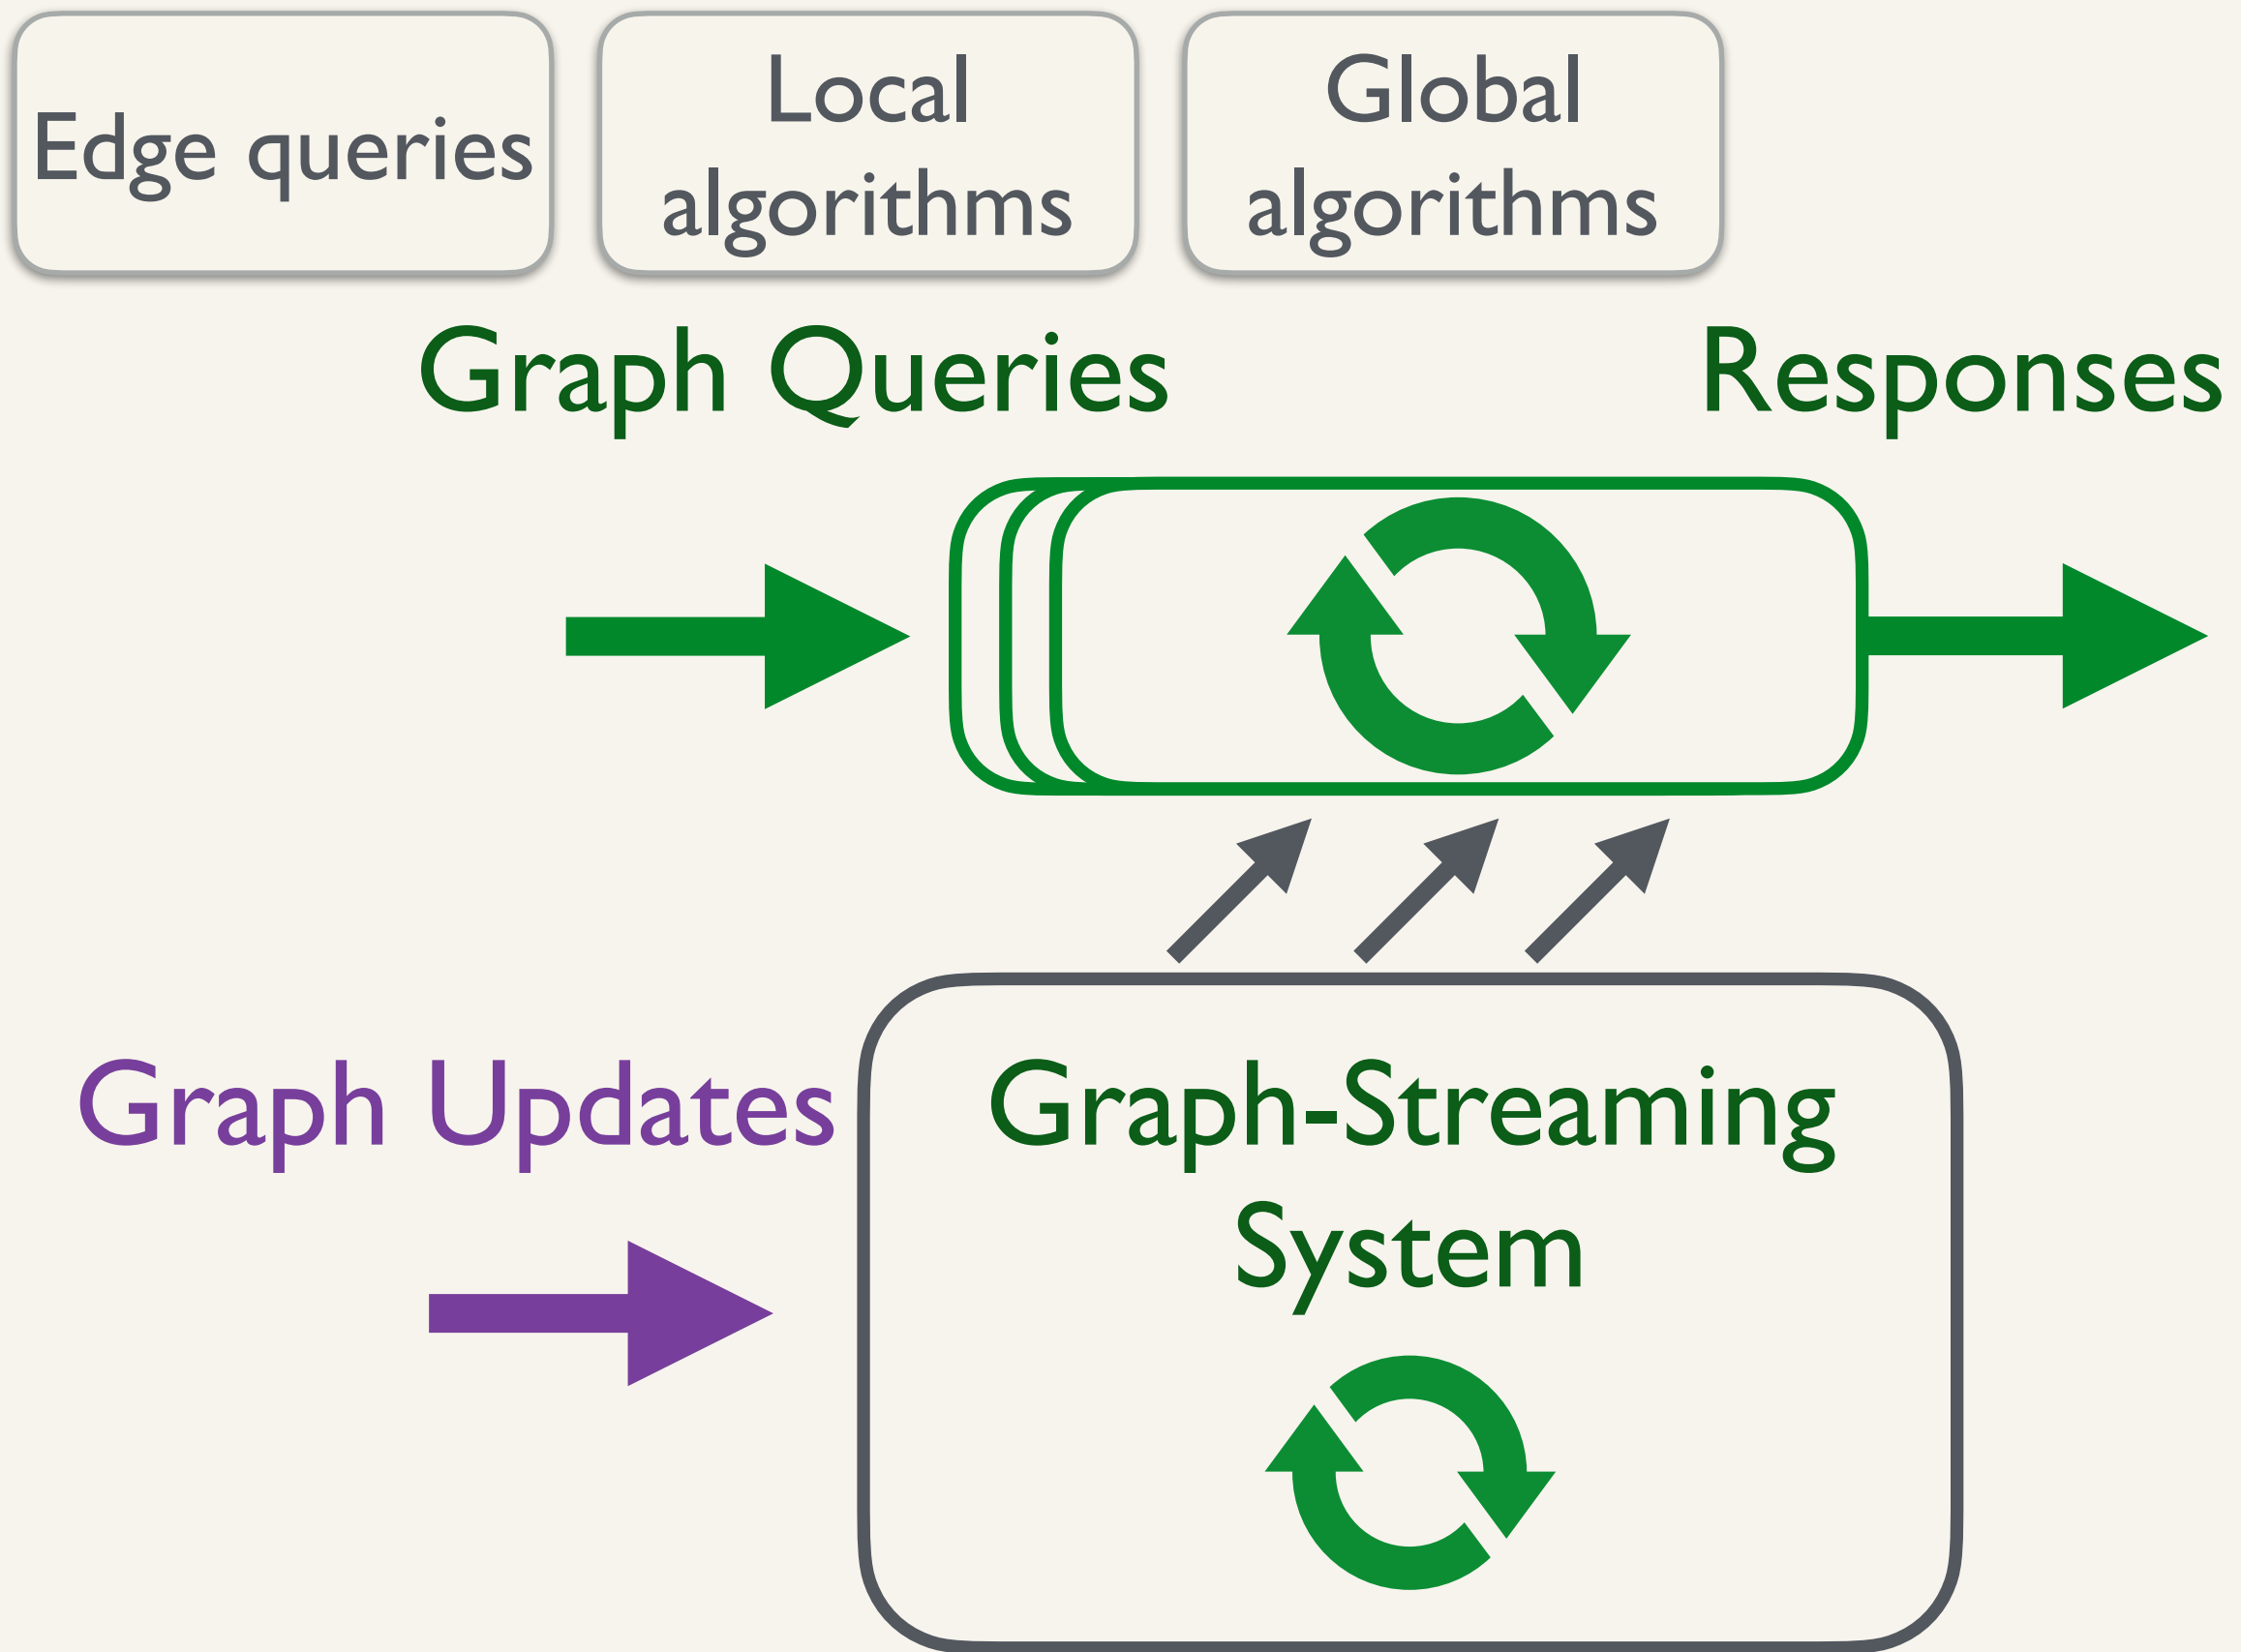 Edge queries
Local
algorithms
Global
algorithms
Graph Queries
Responses
Graph Updates
Graph-Streaming
System